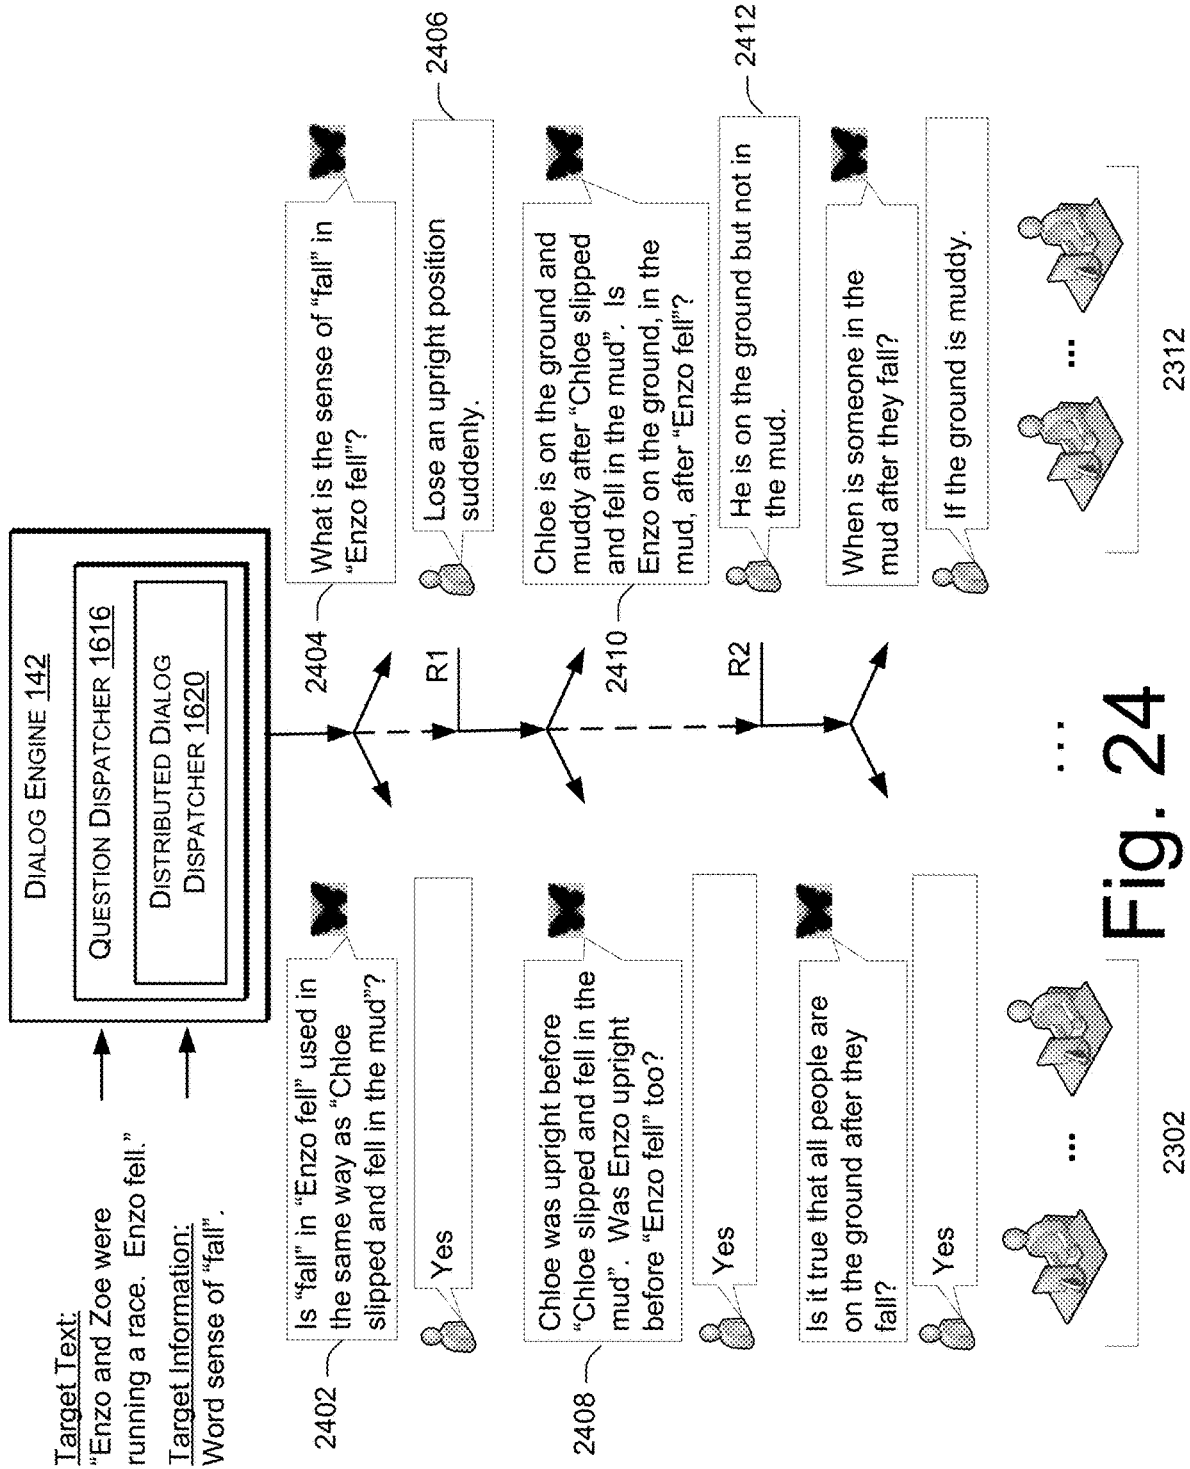 Target Text:
“Enzo and Zoe were
running a race. Enzo fell.”
Target Information:
Word sense of “fall”.
DIALOG ENGINE 142
QUESTION DISPATCHER 1616
DISTRIBUTED DIALOG
DISPATCHER 1620
2402
Is “fall” in “Enzo fell” used in
the same way as “Chloe
slipped and fell in the mud”?
Yes
2404
What is the sense of “fall” in
“Enzo fell”?
2406
Lose an upright position
suddenly.
R1
2408
Chloe was upright before
“Chloe slipped and fell in the
mud”. Was Enzo upright
before “Enzo fell” too?
Yes
2410
Chloe is on the ground and
muddy after “Chloe slipped
and fell in the mud”. Is
Enzo on the ground, in the
mud, after “Enzo fell”?
2412
He is on the ground but not in
the mud.
R2
Is it true that all people are
on the ground after they
fall?
Yes
When is someone in the
mud after they fall?
If the ground is muddy.
...
...
...
2302
2312
Fig. 24